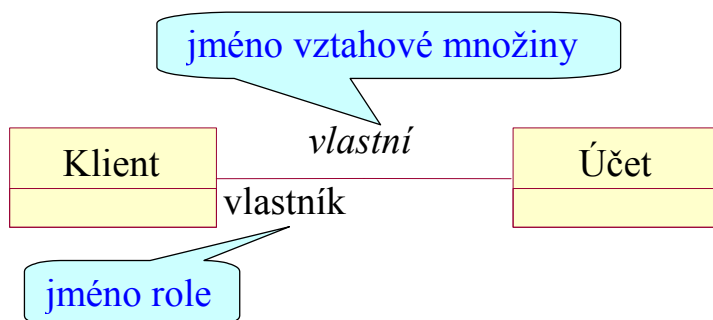 jméno vztahové množiny
vlastní
Klient
Účet
vlastník
jméno role